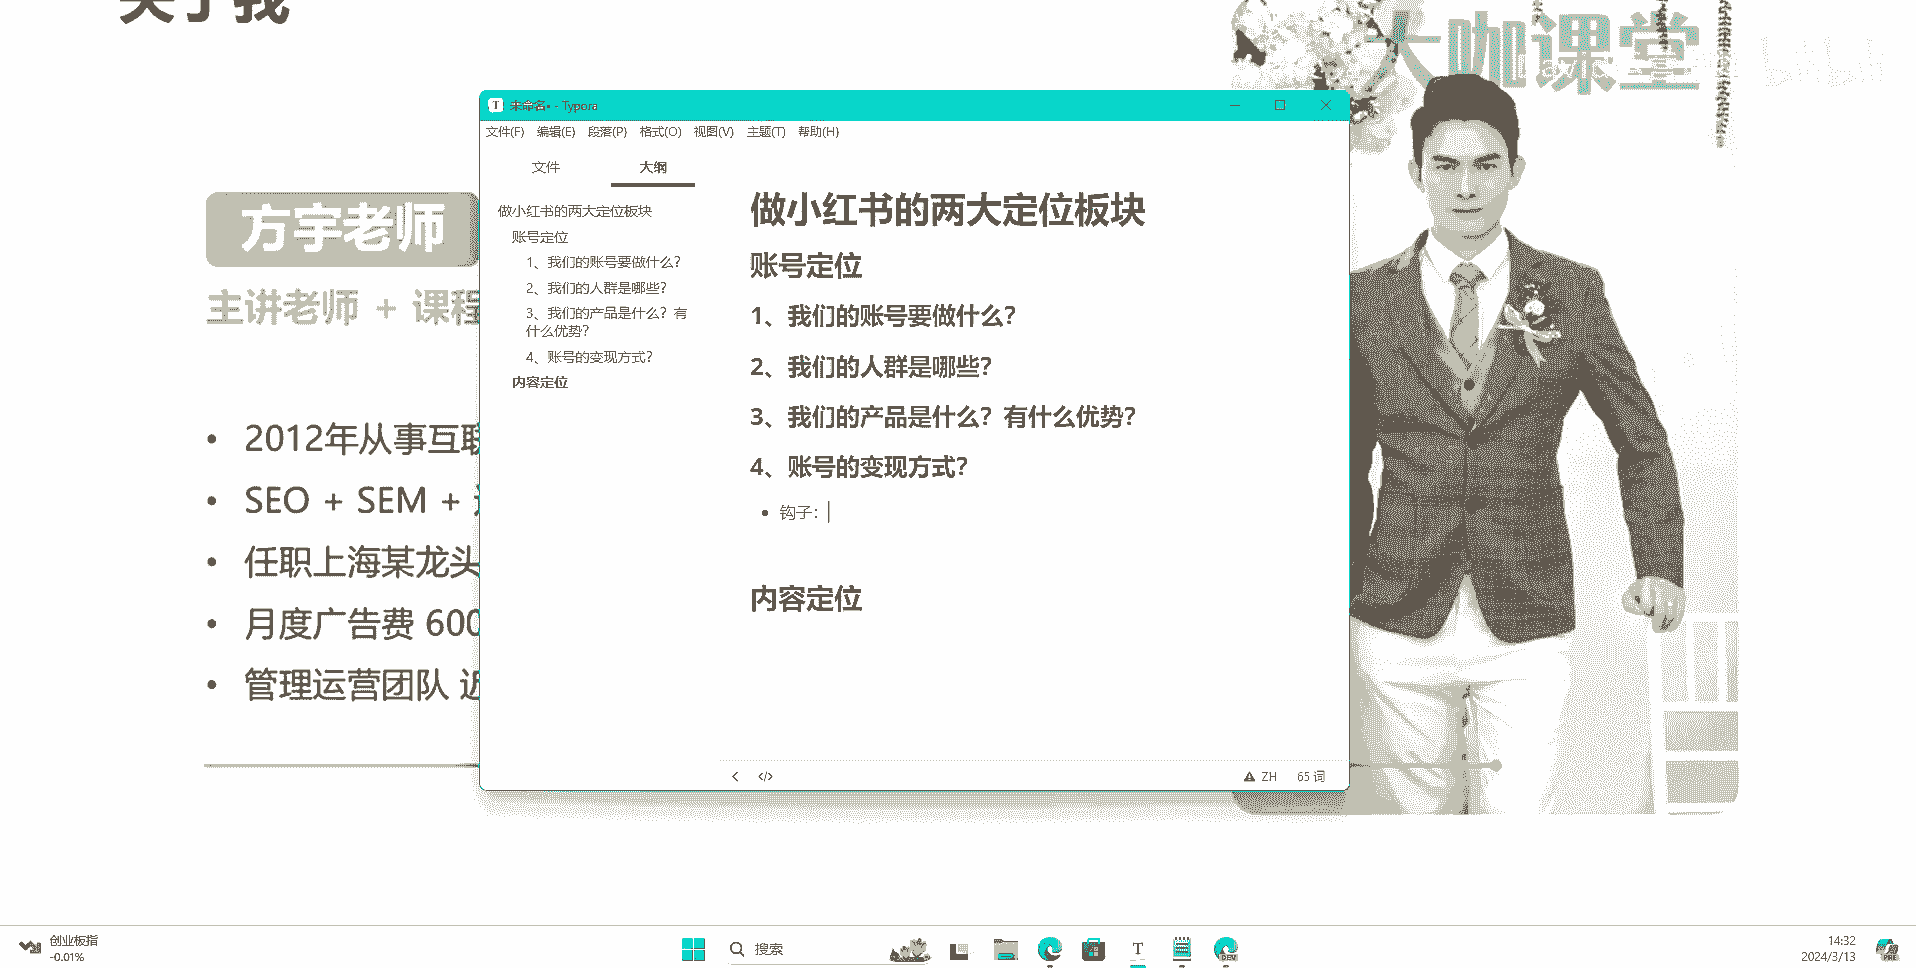 关于我
大咖课堂
bilibili
方宇老师
主讲老师 + 课程
2012年从事互联
SEO + SEM +
任职上海某龙头
月度广告费 600
管理运营团队 近
未命名• - Typora
文件(F) 编辑(E) 段落(P) 格式(O) 视图(V) 主题(T) 帮助(H)
文件 大纲
做小红书的两大定位板块
账号定位
1、我们的账号要做什么？
2、我们的人群是哪些？
3、我们的产品是什么？有
什么优势？
4、账号的变现方式？
内容定位
做小红书的两大定位板块
账号定位
1、我们的账号要做什么？
2、我们的人群是哪些？
3、我们的产品是什么？有什么优势？
4、账号的变现方式？
钩子：
内容定位
ZH 65 词
创业板指
-0.01%
搜索
T
DEV
14:32
2024/3/13
PRE